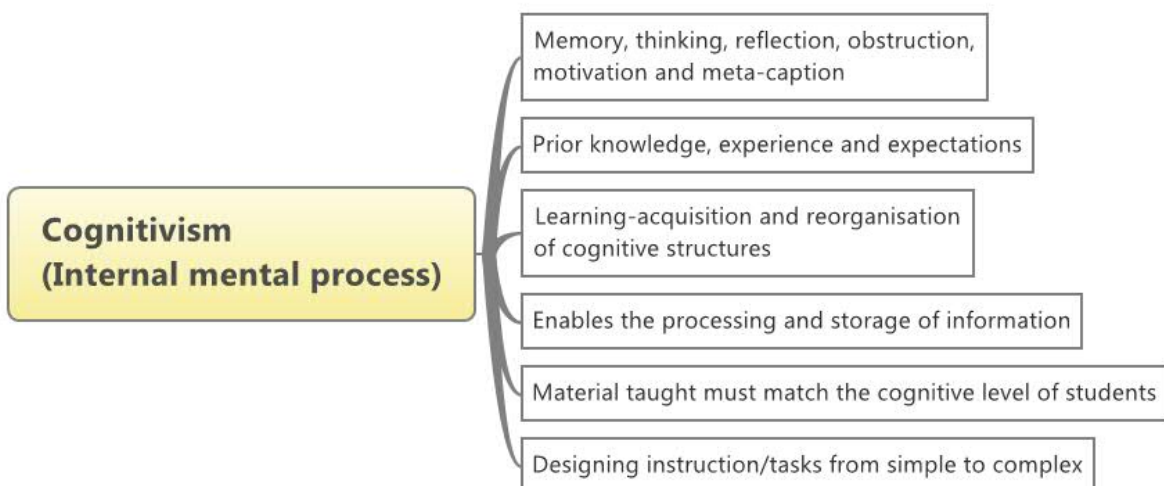 Cognitivism
(Internal mental process)
Memory, thinking, reflection, obstruction,
motivation and meta-caption
Prior knowledge, experience and expectations
Learning-acquisition and reorganisation
of cognitive structures
Enables the processing and storage of information
Material taught must match the cognitive level of students
Designing instruction/tasks from simple to complex